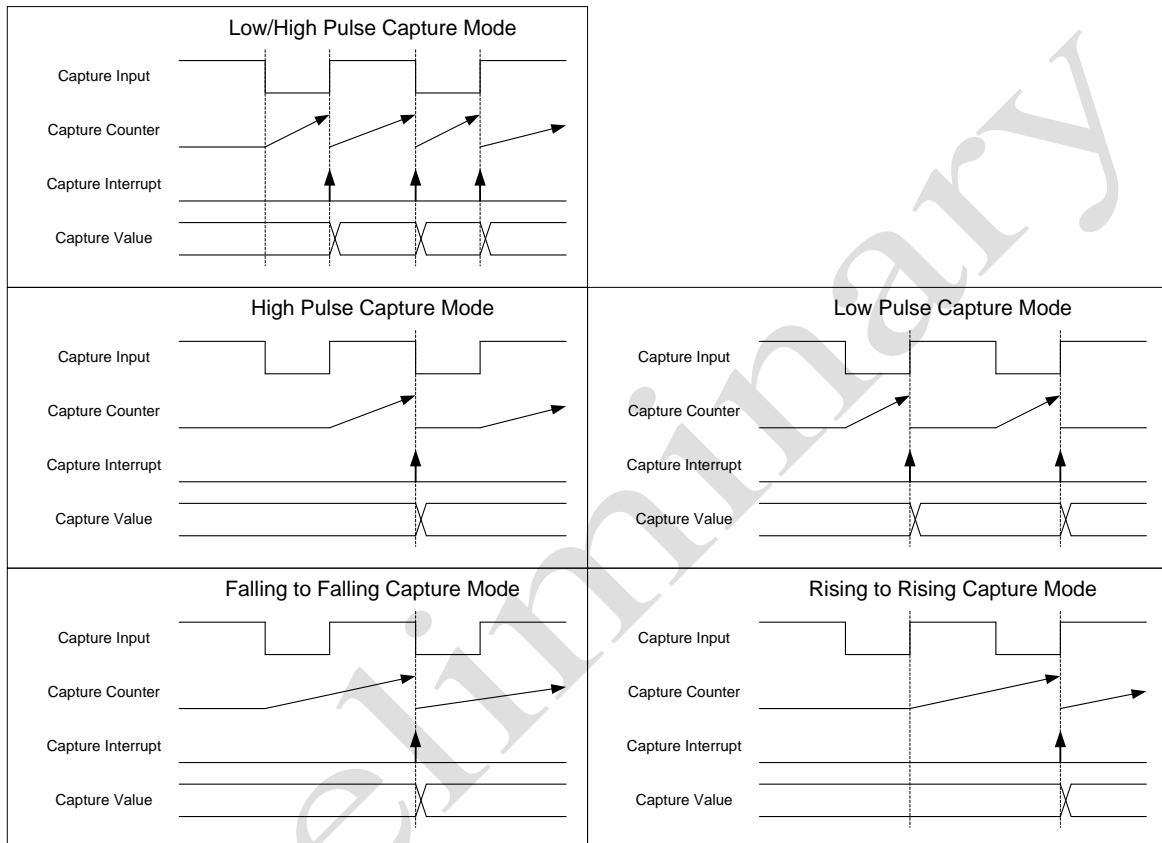 Low/High Pulse Capture Mode
Capture Input
Capture Counter
Capture Interrupt
Capture Value
High Pulse Capture Mode
Capture Input
Capture Counter
Capture Interrupt
Capture Value
Low Pulse Capture Mode
Capture Input
Capture Counter
Capture Interrupt
Capture Value
Falling to Falling Capture Mode
Capture Input
Capture Counter
Capture Interrupt
Capture Value
Rising to Rising Capture Mode
Capture Input
Capture Counter
Capture Interrupt
Capture Value
eliminary